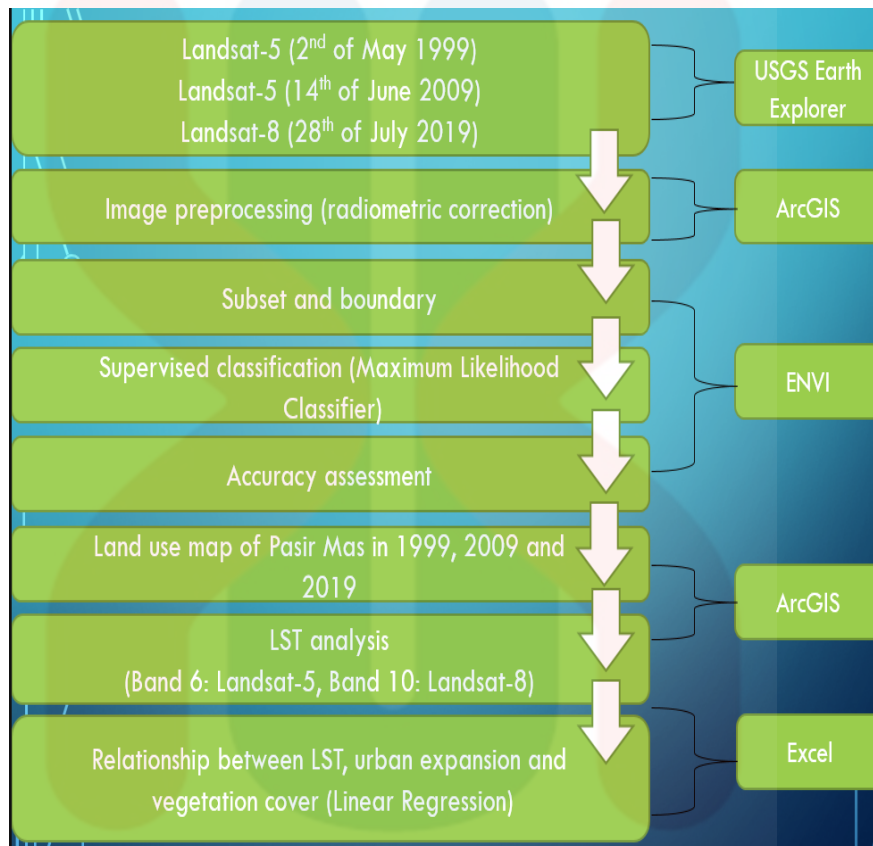 Landsat-5 (2nd of May 1999)
Landsat-5 (14th of June 2009)
Landsat-8 (28th of July 2019)
USGS Earth
Explorer
Image preprocessing (radiometric correction)
ArcGIS
Subset and boundary
Supervised classification (Maximum Likelihood
Classifier)
Accuracy assessment
ENVI
Land use map of Pasir Mas in 1999, 2009 and
2019
LST analysis
(Band 6: Landsat-5, Band 10: Landsat-8)
ArcGIS
Relationship between LST, urban expansion and
vegetation cover (Linear Regression)
Excel